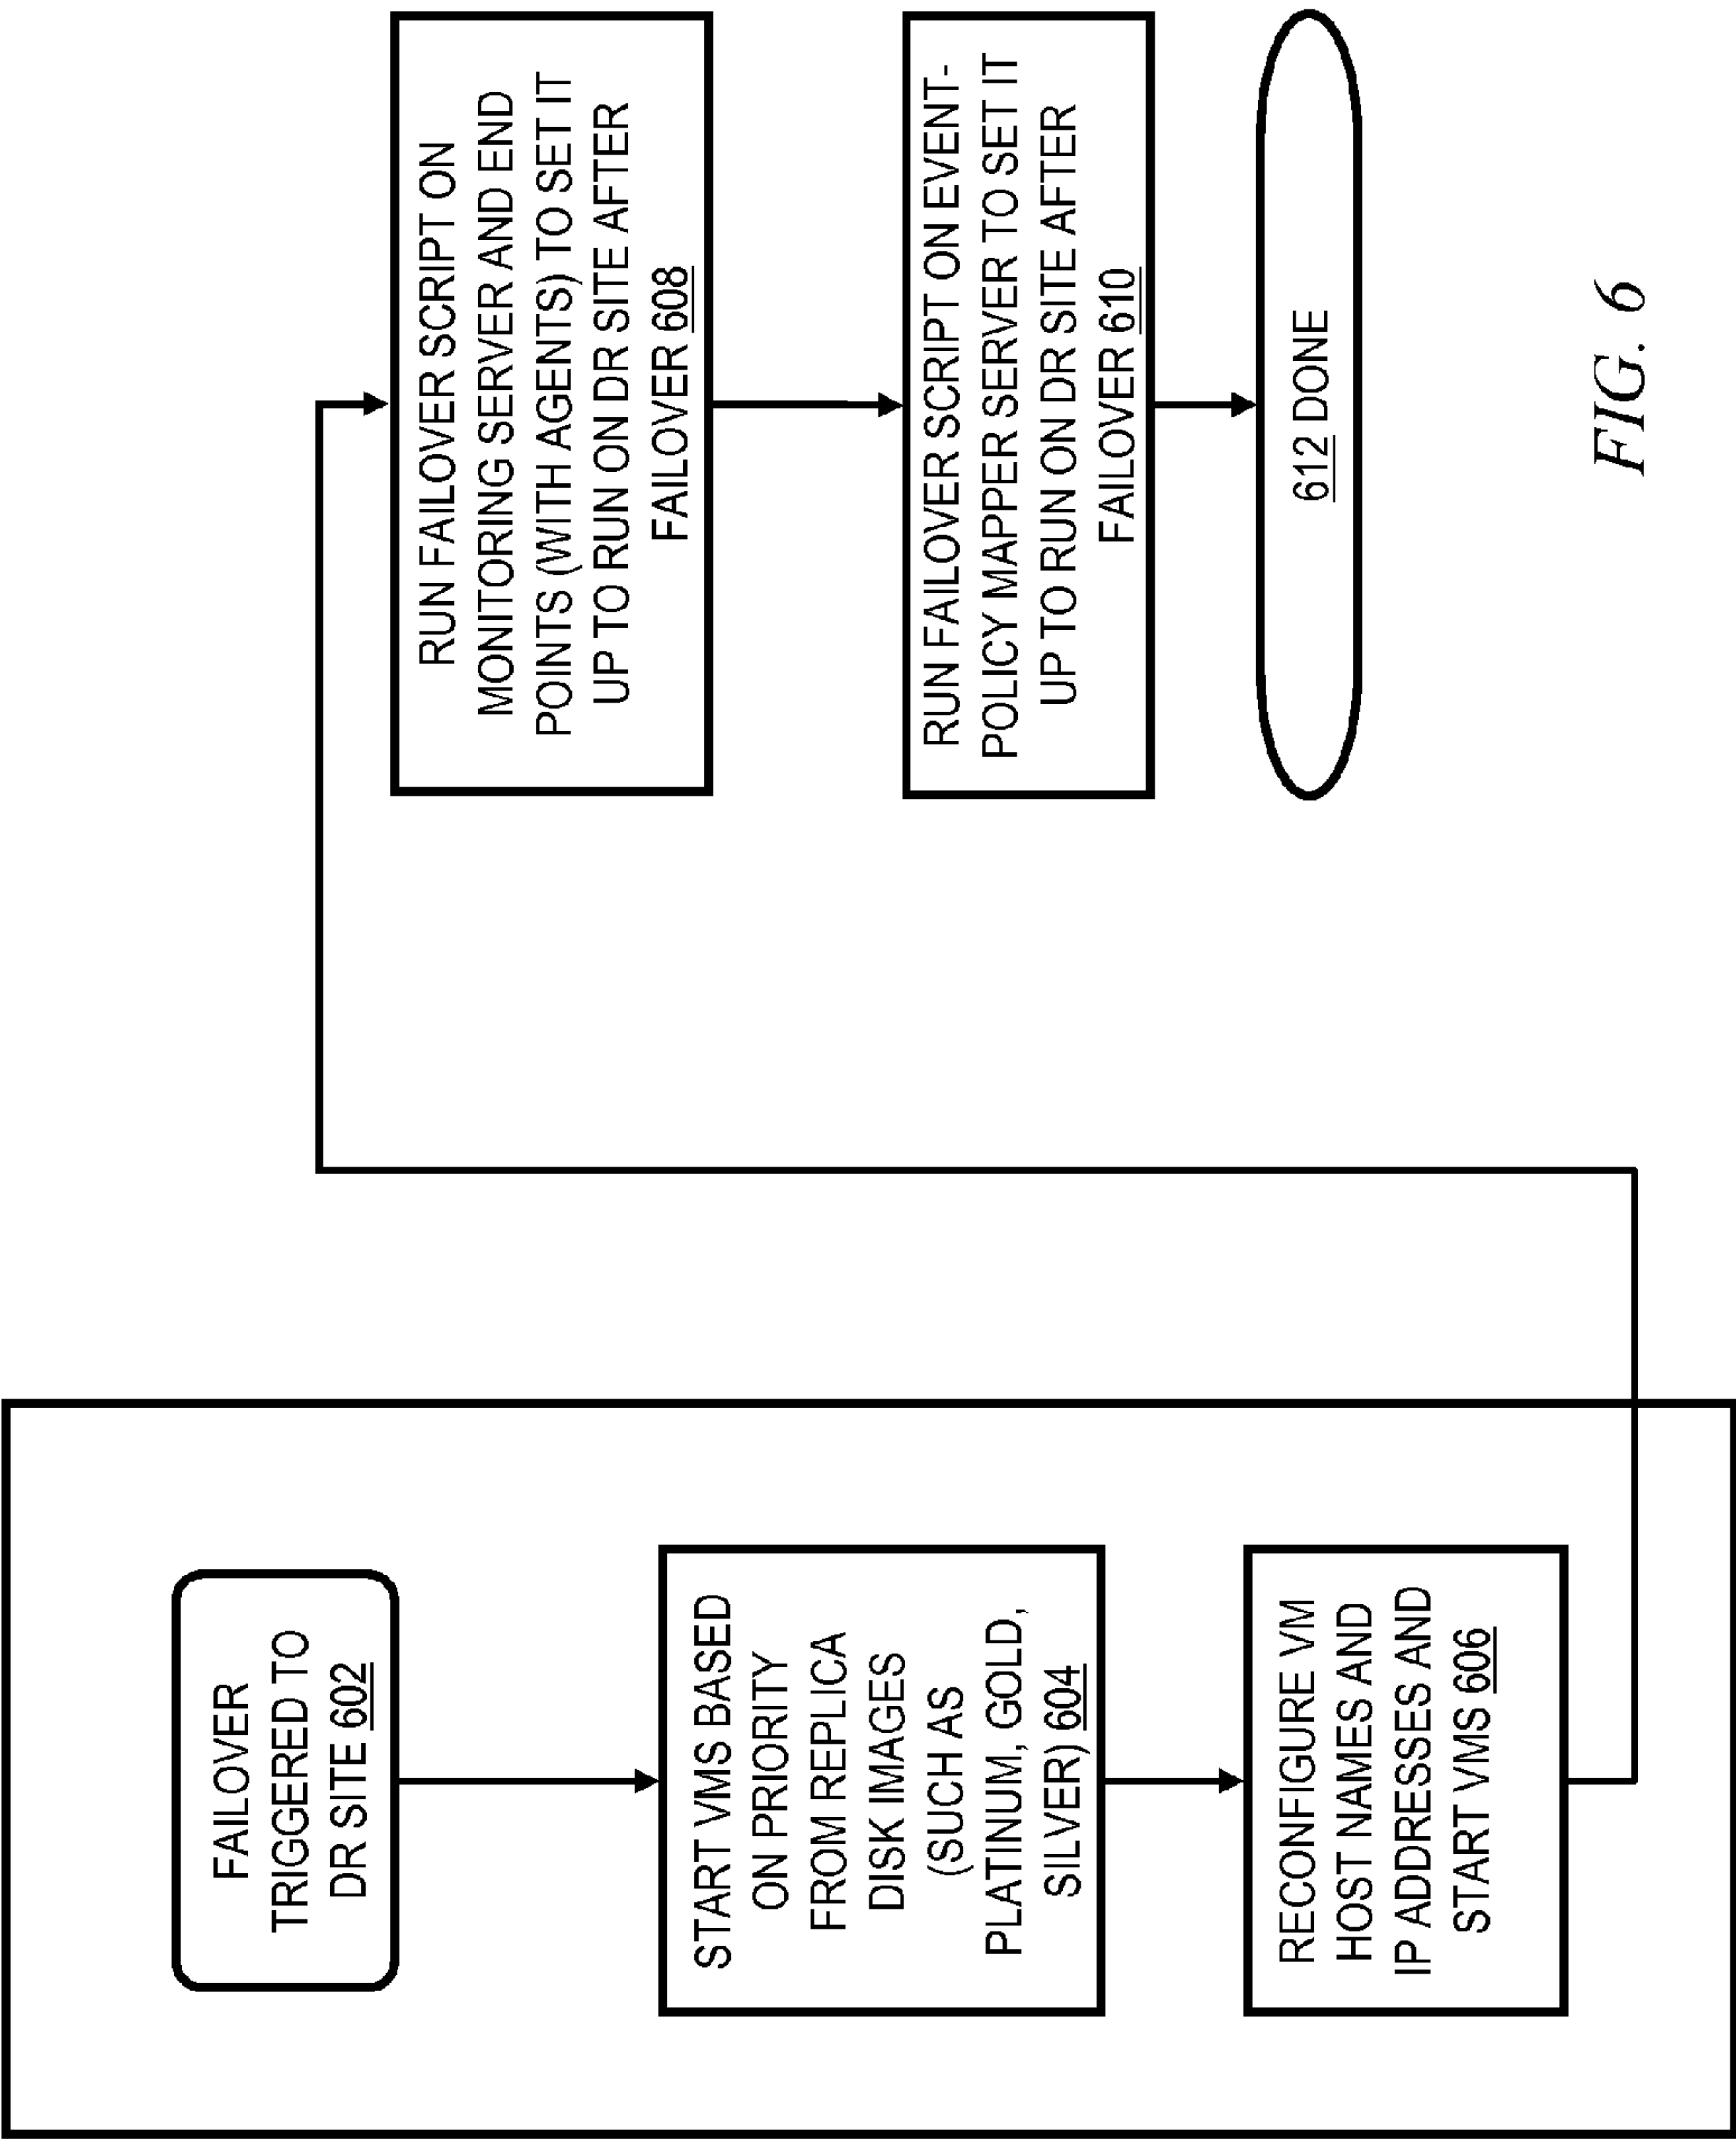 FAILOVER
TRIGGERED TO
DR SITE 602
START VMS BASED
ON PRIORITY
FROM REPLICA
DISK IMAGES
(SUCH AS
PLATINUM, GOLD,
SILVER) 604
RECONFIGURE VM
HOST NAMES AND
IP ADDRESSES AND
START VMS 606
RUN FAILOVER SCRIPT ON
MONITORING SERVER AND END
POINTS (WITH AGENTS) TO SET IT
UP TO RUN ON DR SITE AFTER
FAILOVER 608
RUN FAILOVER SCRIPT ON EVENT-
POLICY MAPPER SERVER TO SET IT
UP TO RUN ON DR SITE AFTER
FAILOVER 610
612 DONE
FIG. 6